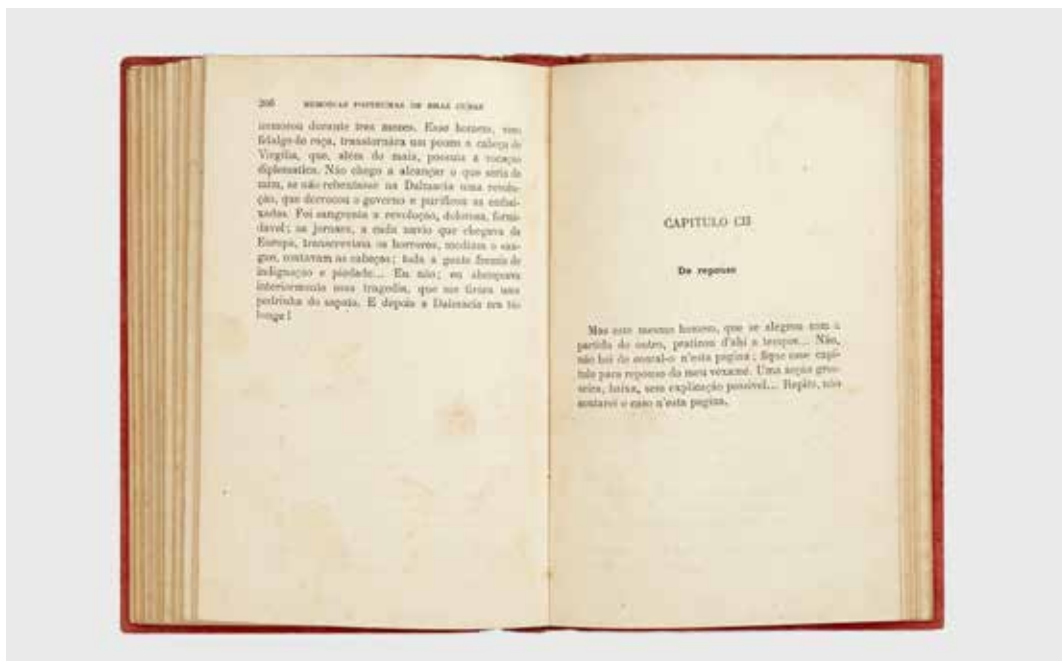 266 MEMORIAS POSTHUMAS DE BRAZ CUBAS
namorou durante tres mezes. Esse homem, vero
fidalgo de raça, transtornára um pouco a cabeça de
Virgilia, que, além do mais, possuia a vocação
diplomatica. Não chego a alcançar o que seria de
mim, se não rebentasse na Dalmacia uma revolu-
ção, que derrocou o governo e purificou as embai-
xadas. Foi sangrenta a revolução, dolorosa, formi-
davel; os jornaes, a cada navio que chegava da
Europa, transcreviam os horrores, mediam o san-
gue, contavam as cabeças; toda a gente fremia de
indignação e piedade... Eu não; eu abençoava
interiormente essa tragedia, que me tirara uma
pedrinha do sapato. E depois a Dalmacia era tão
longe!
CAPITULO CII
De repouso
Mas este mesmo homem, que se alegrou com a
partida do outro, praticou d'ahi a tempos... Não,
não hei de contal-o n'esta pagina; fique esse capi-
tulo para repouso do meu vexame. Uma acção gros-
seira, baixa, sem explicação possivel... Repito, não
contarei o caso n'esta pagina.